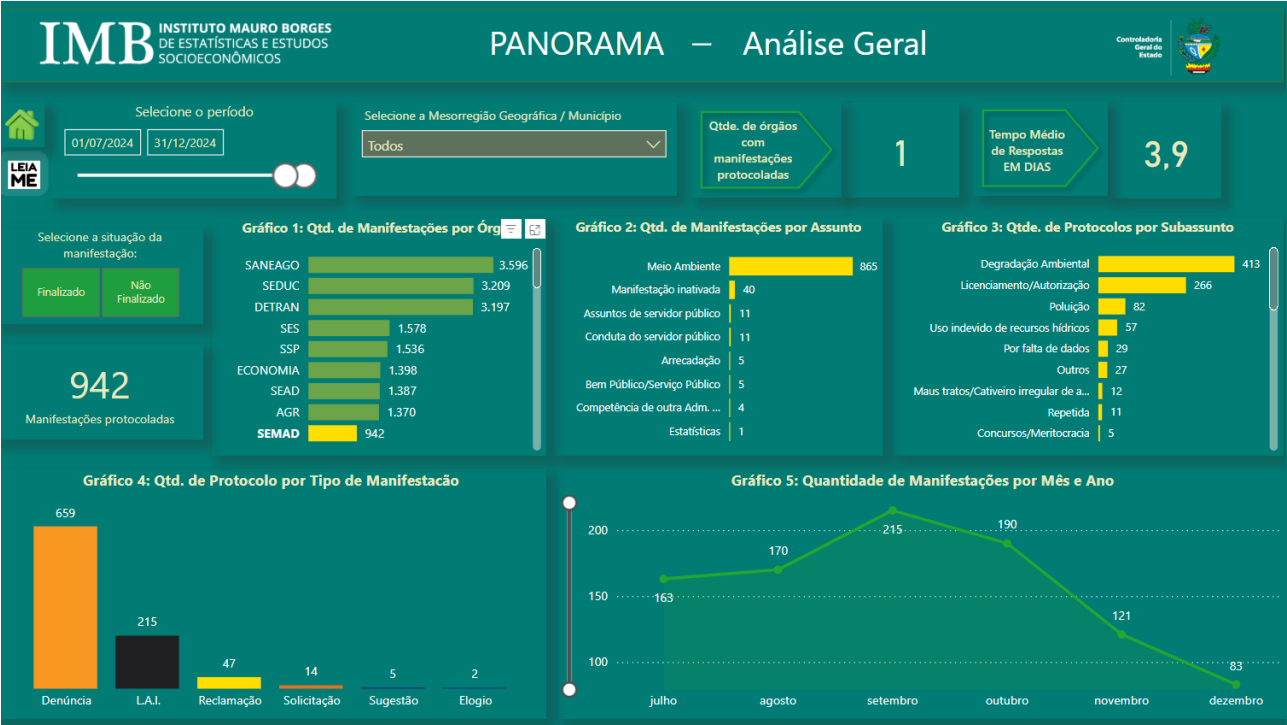 IMB INSTITUTO MAURO BORGES
DE ESTATÍSTICAS E ESTUDOS
SOCIOECONÔMICOS
PANORMA — Análise Geral
Controladoria
Geral do
Estado
Selecione o período
01/07/2024
31/12/2024
LEIA
ME
Selecione a Mesorregião Geográfica / Município
Todos
Qtde. de órgãos
com
manifestações
protocoladas
1
Tempo Médio
de Respostas
EM DIAS
3,9
Selecione a situação da
manifestação:
Finalizado
Não
Finalizado
942
Manifestações protocoladas
Gráfico 1: Qtd. de Manifestações por Órg
SANEAGO 3.596
SEDUC 3.209
DETRAN 3.197
SES 1.578
SSP 1.536
ECONOMIA 1.398
SEAD 1.387
AGR 1.370
SEMAD 942
Gráfico 2: Qtd. de Manifestações por Assunto
Meio Ambiente 865
Manifestação inativada 40
Assuntos de servidor público 11
Conduta do servidor público 11
Arrecadação 5
Bem Público/Serviço Público 5
Competência de outra Adm. ... 4
Estatísticas 1
Gráfico 3: Qtde. de Protocolos por Subassunto
Degradação Ambiental 413
Licenciamento/Autorização 266
Poluição 82
Uso indevido de recursos hídricos 57
Por falta de dados 29
Outros 27
Maus tratos/Cativeiro irregular de a... 12
Repetida 11
Concursos/Meritocracia 5
Gráfico 4: Qtd. de Protocolo por Tipo de Manifestacão
659
215
47
14
5
2
Denúncia
L.A.I.
Reclamação
Solicitação
Sugestão
Elogio
Gráfico 5: Quantidade de Manifestações por Mês e Ano
200
150
100
163
170
215
190
121
83
julho
agosto
setembro
outubro
novembro
dezembro